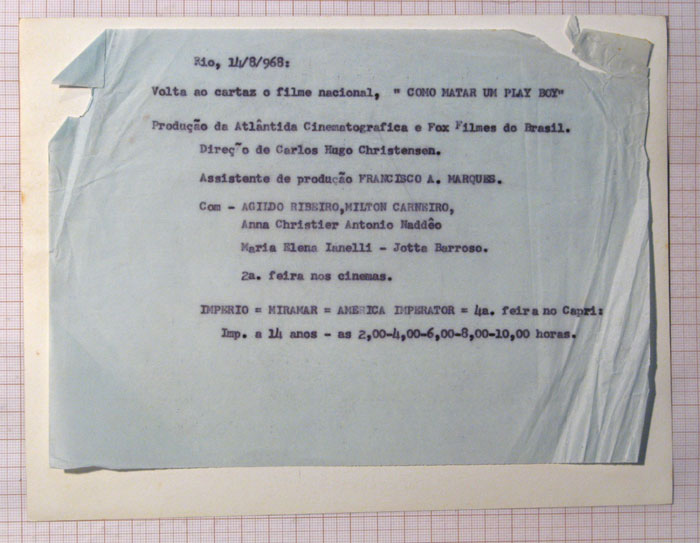 Rio, 14/8/968:
Volta ao cartaz o filme nacional, " COMO MATAR UM PLAY BOY"
Produção da Atlântida Cinematografica e Fox Filmes do Brasil.
Direç~o de Carlos Hugo Christensen.
Assistente de produção FRANCISCO A. MARQUES.
Com - AGILDO RIBEIRO,MILTON CARNEIRO,
Anna Christier Antonio Naddêo
Maria Elena Ianelli - Jotta Barroso.
2a. feira nos cinemas.
IMPERIO = MIRAMAR = AMERICA IMPERATOR = 4a. feira no Capri:
Imp. a 14 anos - as 2,00-4,00-6,00-8,00-10,00 horas.